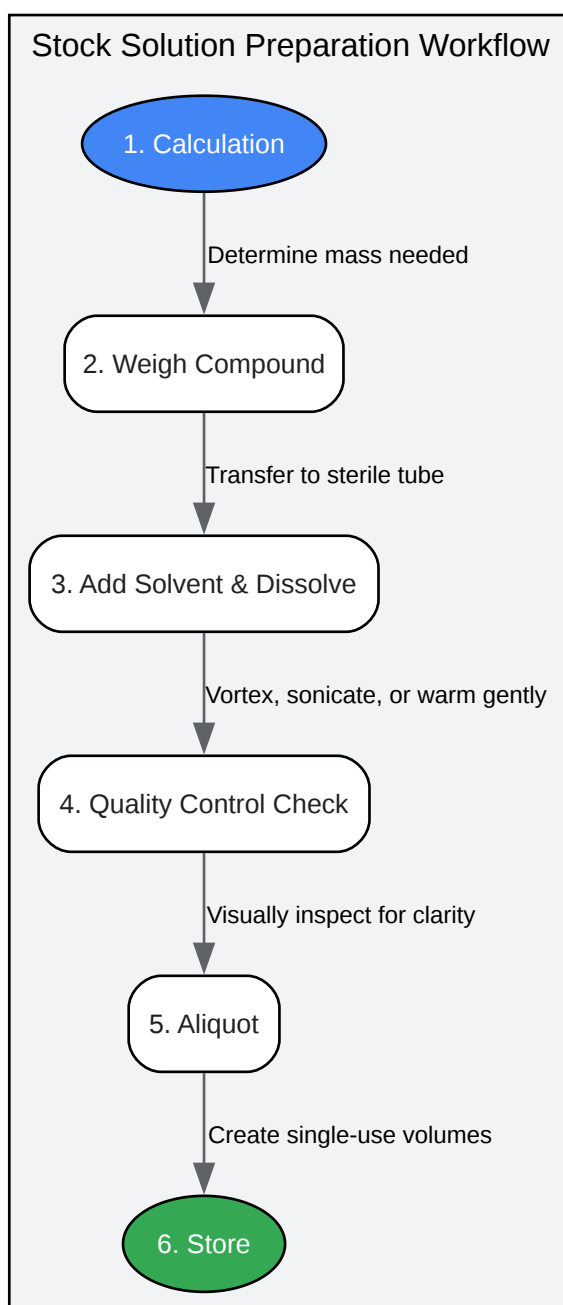 Stock Solution Preparation Workflow
1. Calculation
Determine mass needed
2. Weigh Compound
Transfer to sterile tube
3. Add Solvent & Dissolve
Vortex, sonicate, or warm gently
4. Quality Control Check
Visually inspect for clarity
5. Aliquot
Create single-use volumes
6. Store